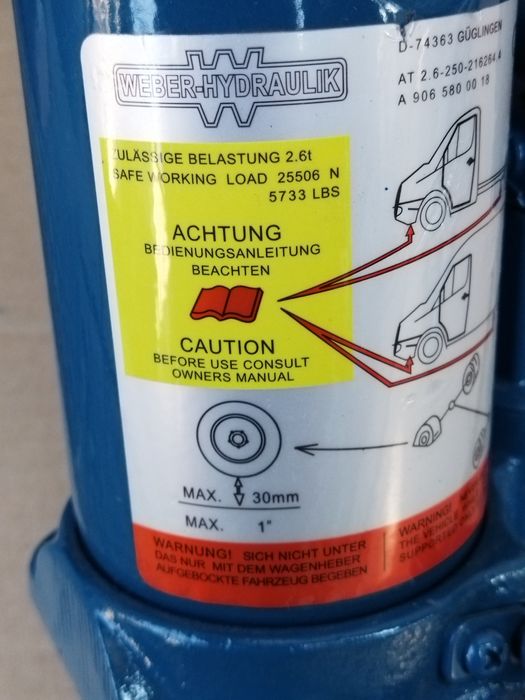 WEBER-HYDRAULIK
D-74363 GÜGLINGEN
AT 2.6-250-216264 A
A 906 580 00 18
ZULÄSSIGE BELASTUNG 2.6t
SAFE WORKING LOAD 25506 N
5733 LBS
ACHTUNG
BEDIENUNGSANLEITUNG
BEACHTEN
CAUTION
BEFORE USE CONSULT
OWNERS MANUAL
MAX. 30mm
MAX. 1"
WARNUNG! SICH NICHT UNTER
DAS NUR MIT DEM WAGENHEBER
AUFGEBOCKTE FAHRZEUG BEGEBEN
WARNING!
THE VEHICLE
SUPPORTED